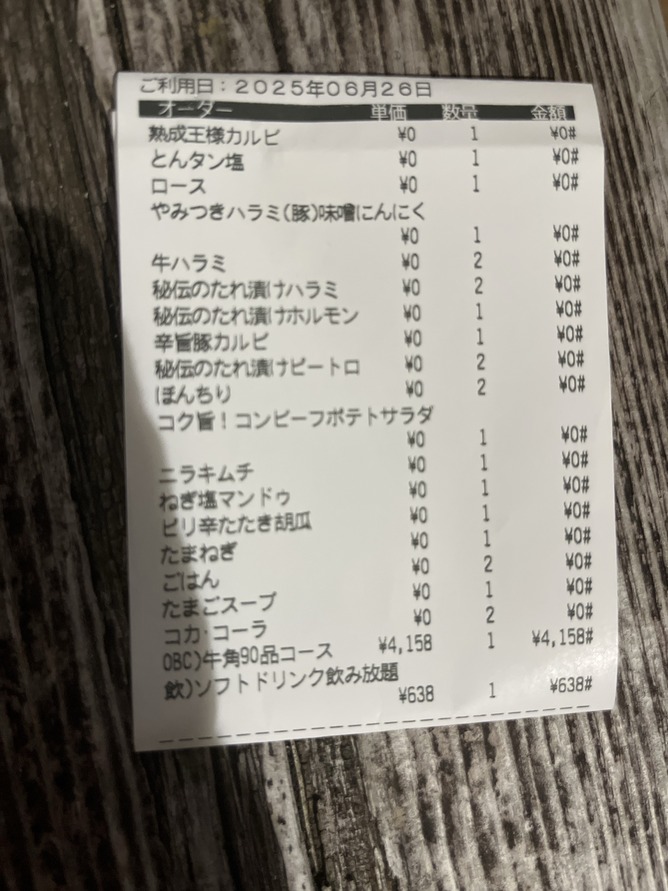 ご利用日：2025年06月26日
オーダー 単価 数量 金額
熟成王様カルビ ¥0 1 ¥0#
とんタン塩 ¥0 1 ¥0#
ロース ¥0 1 ¥0#
やみつきハラミ(豚)味噌にんにく
¥0 1 ¥0#
牛ハラミ ¥0 2 ¥0#
秘伝のたれ漬けハラミ ¥0 2 ¥0#
秘伝のたれ漬けホルモン ¥0 1 ¥0#
辛旨豚カルビ ¥0 1 ¥0#
秘伝のたれ漬けピートロ ¥0 2 ¥0#
ぼんちり ¥0 2 ¥0#
コク旨！コンビーフポテトサラダ
¥0 1 ¥0#
ニラキムチ ¥0 1 ¥0#
ねぎ塩マンドゥ ¥0 1 ¥0#
ピリ辛たたき胡瓜 ¥0 1 ¥0#
たまねぎ ¥0 1 ¥0#
ごはん ¥0 2 ¥0#
たまごスープ ¥0 1 ¥0#
コカ・コーラ ¥0 2 ¥0#
OBC)牛角90品コース ¥4,158 1 ¥4,158#
飲)ソフトドリンク飲み放題
¥638 1 ¥638#